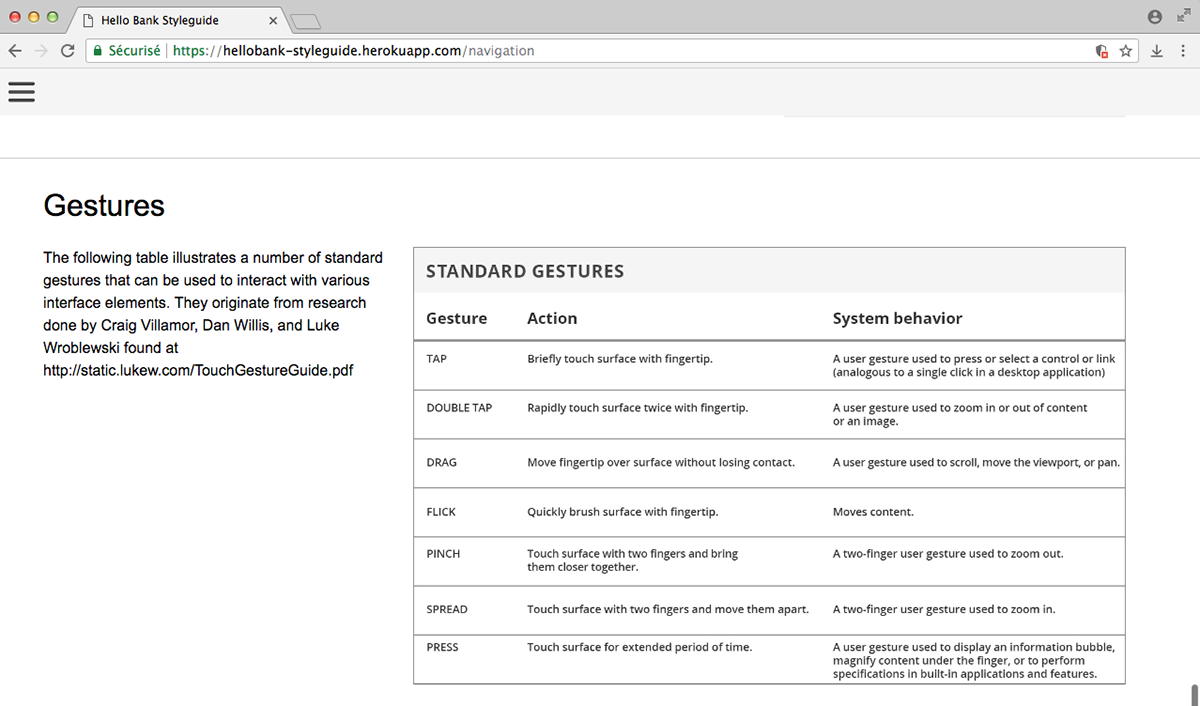 Hello Bank Styleguide
Sécurisé https://hellobank-styleguide.herokuapp.com/navigation
Gestures
The following table illustrates a number of standard
gestures that can be used to interact with various
interface elements. They originate from research
done by Craig Villamor, Dan Willis, and Luke
Wroblewski found at
http://static.lukew.com/TouchGestureGuide.pdf
STANDARD GESTURES
Gesture Action System behavior
TAP Briefly touch surface with fingertip. A user gesture used to press or select a control or link
(analogous to a single click in a desktop application)
DOUBLE TAP Rapidly touch surface twice with fingertip. A user gesture used to zoom in or out of content
or an image.
DRAG Move fingertip over surface without losing contact. A user gesture used to scroll, move the viewport, or pan.
FLICK Quickly brush surface with fingertip. Moves content.
PINCH Touch surface with two fingers and bring A two-finger user gesture used to zoom out.
them closer together.
SPREAD Touch surface with two fingers and move them apart. A two-finger user gesture used to zoom in.
PRESS Touch surface for extended period of time. A user gesture used to display an information bubble,
magnify content under the finger, or to perform
specifications in built-in applications and features.